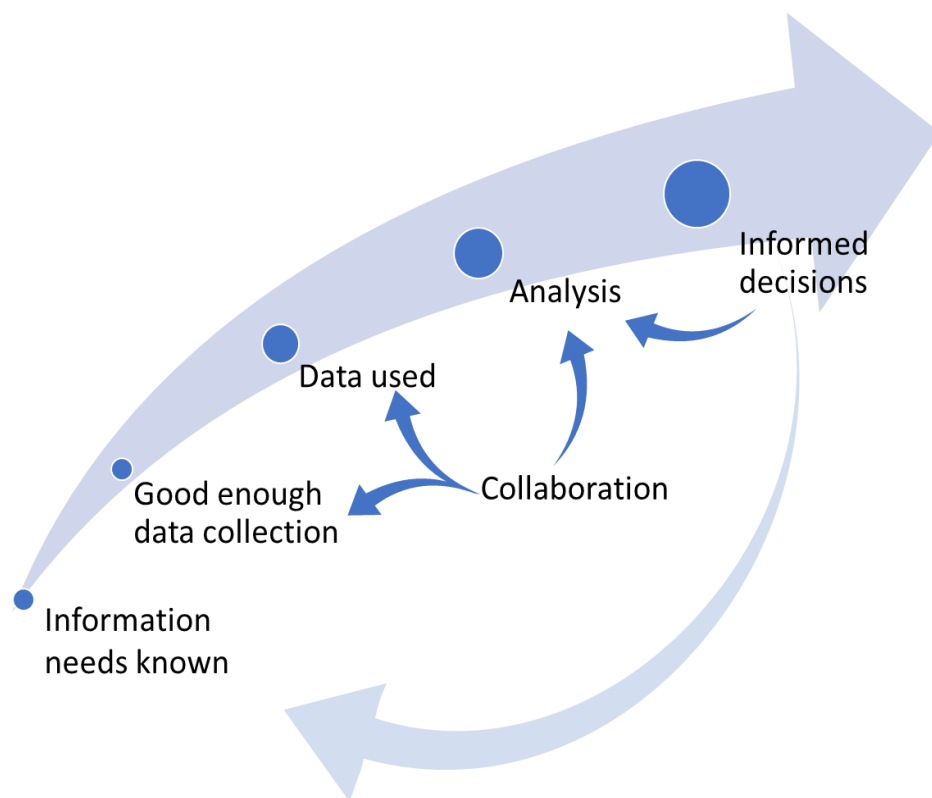 Informed
decisions
Analysis
Data used
Collaboration
Good enough
data collection
Information
needs known